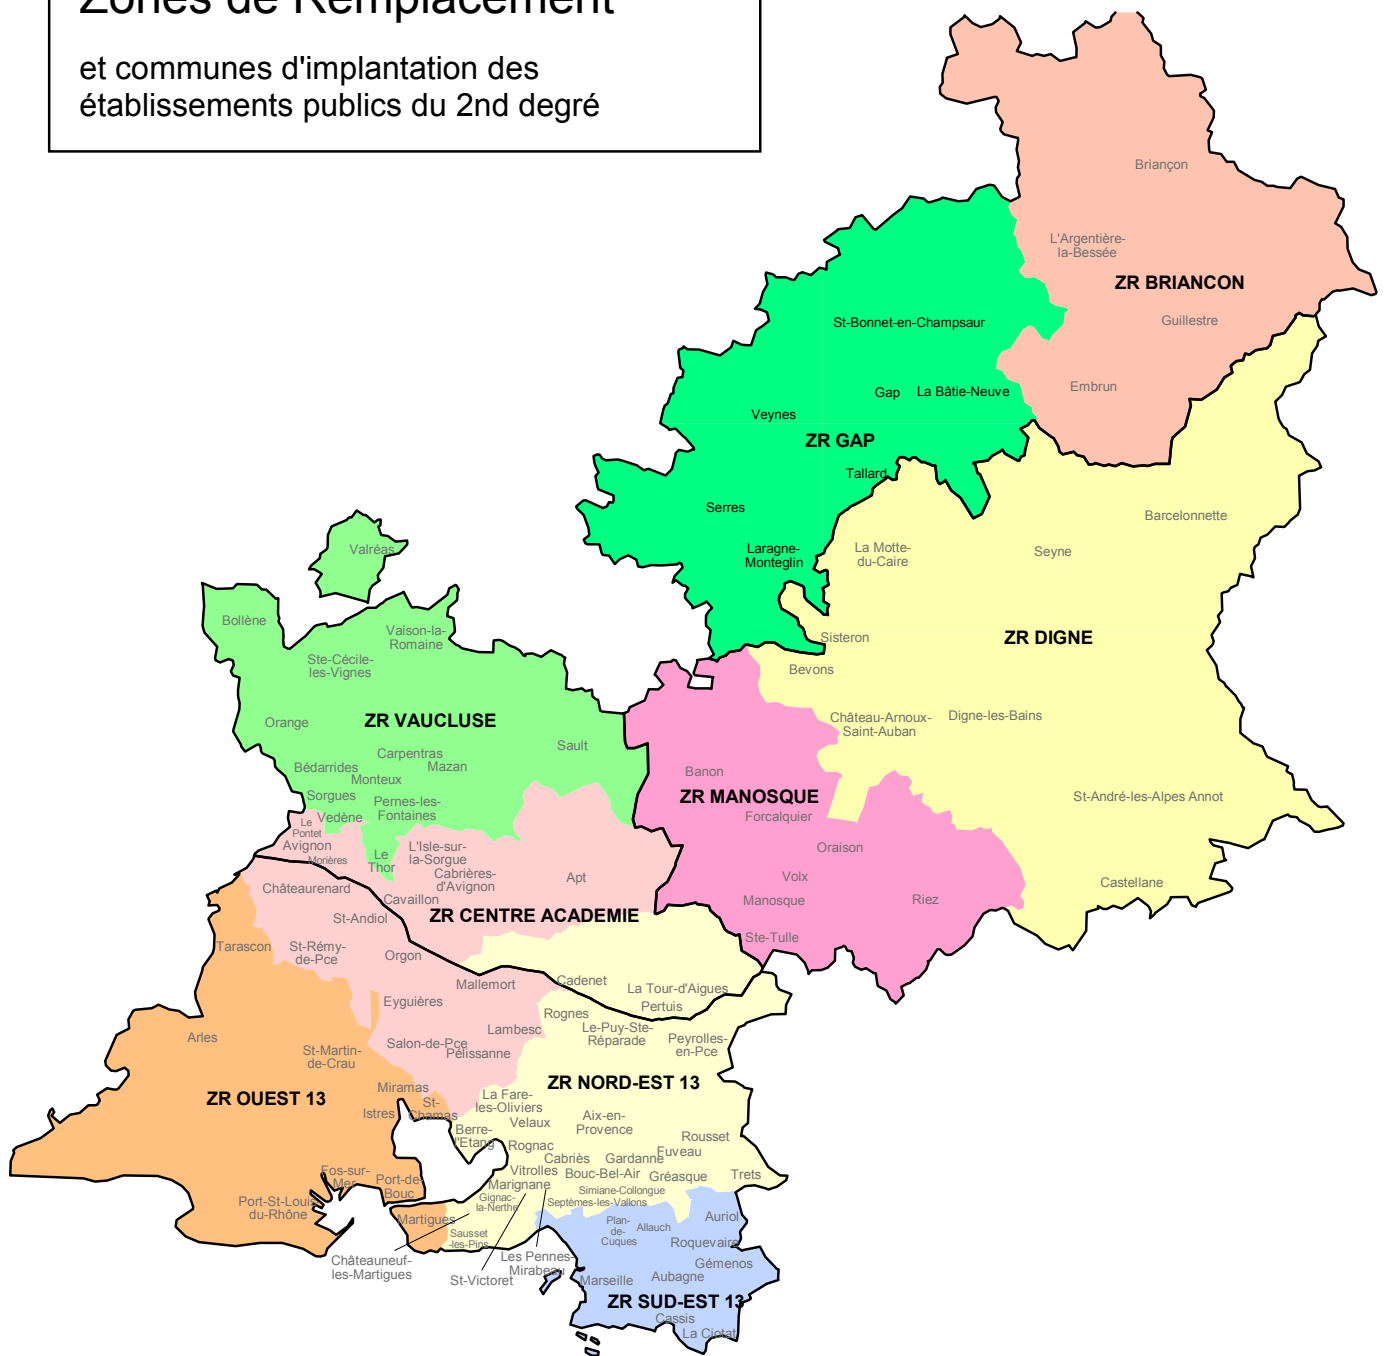 Zones de Remplacement
et communes d'implantation des
établissements publics du 2nd degré
Briançon
L'Argentière-
la-Bessée
ZR BRIANCON
Guillestre
Embrun
St-Bonnet-en-Champsaur
Gap
La Bâtie-Neuve
Veynes
ZR GAP
Tallard
Serres
Laragne-
Monteglin
Barcelonnette
Seyne
La Motte-
du-Caire
ZR DIGNE
Sisteron
Bevons
Château-Arnoux-
Saint-Auban
Digne-les-Bains
St-André-les-Alpes Annot
Castellane
Valréas
Bollène
Vaison-la-
Romaine
Ste-Cécile-
les-Vignes
Orange
ZR VAUCLUSE
Sault
Carpentras
Bédarrides
Mazan
Monteux
Sorgues
Pernes-les-
Fontaines
Vedène
Le
Pontet
Avignon
Morières
Le
Thor
L'Isle-sur-
la-Sorgue
Cabrières-
d'Avignon
Apt
Cavaillon
ZR CENTRE ACADEMIE
Banon
ZR MANOSQUE
Forcalquier
Oraison
Volx
Manosque
Riez
Ste-Tulle
Châteaurenard
St-Andiol
Tarascon
St-Rémy-
de-Pce
Orgon
Mallemort
Eyguières
Cadenet
La Tour-d'Aigues
Pertuis
Rognes
Lambesc
Le-Puy-Ste-
Réparade
Peyrolles-
en-Pce
Arles
Salon-de-Pce
Pélissanne
St-Martin-
de-Crau
ZR NORD-EST 13
Miramas
ZR OUEST 13
St-
Chamas
Istres
La Fare-
les-Oliviers
Velaux
Aix-en-
Provence
Berre-
l'Etang
Rognac
Rousset
Fuveau
Cabriès
Gardanne
Vitrolles
Bouc-Bel-Air
Gréasque
Trets
Fos-sur-
Mer
Port-de-
Bouc
Marignane
Simiane-Collongue
Gignac-
la-Nerthe
Septèmes-les-Vallons
Port-St-Louis-
du-Rhône
Martigues
Sausset
-les-Pins
Plan-
de-
Cuques
Allauch
Auriol
Roquevaire
Châteauneuf-
les-Martigues
St-Victoret
Les Pennes-
Mirabeau
Gémenos
Marseille
Aubagne
ZR SUD-EST 13
Cassis
La Ciotat